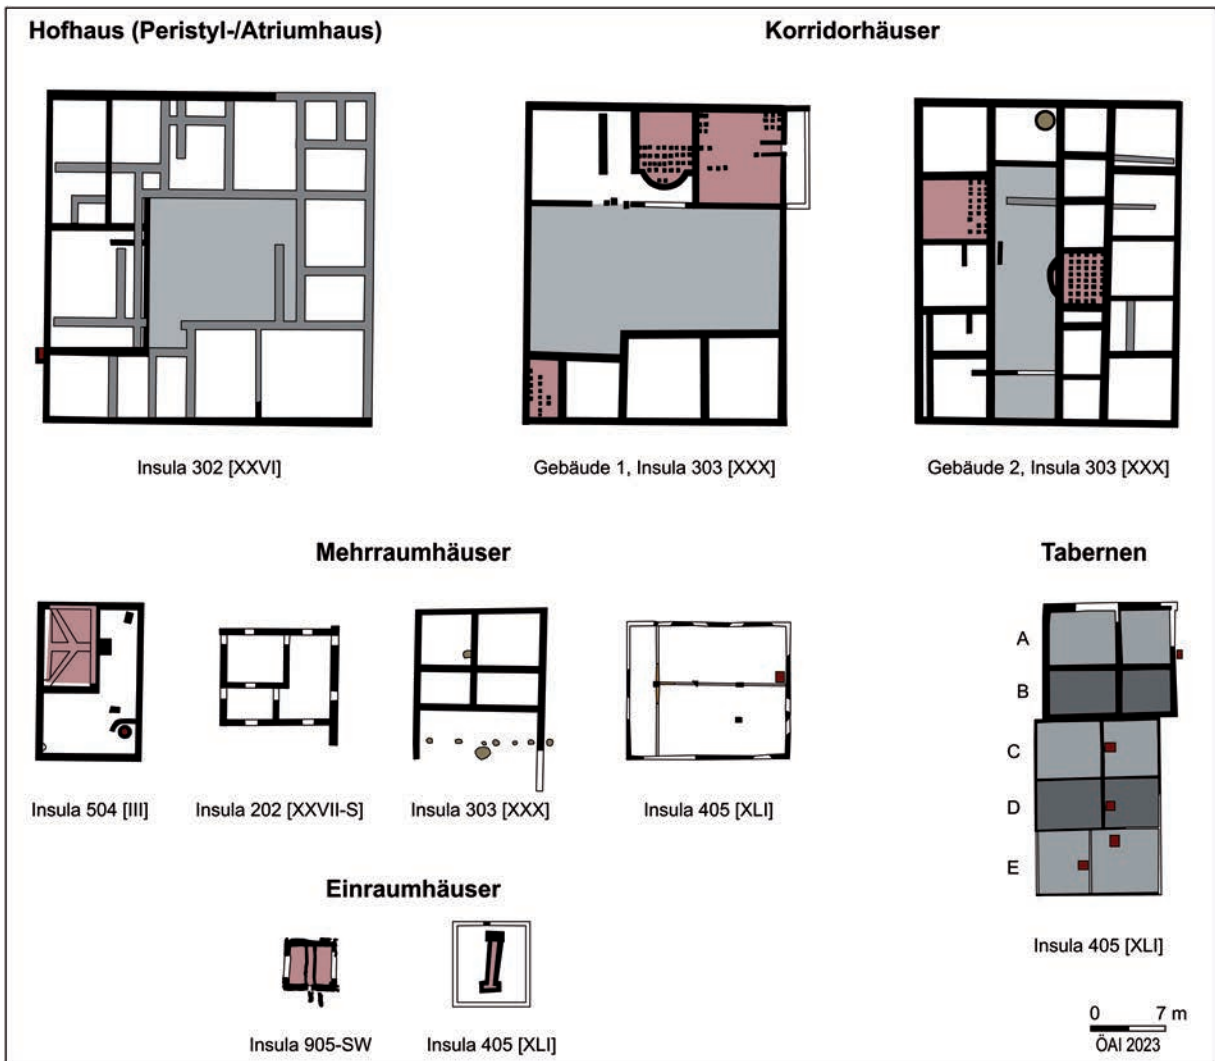 Hofhaus (Peristyl-/Atriumhaus)
Korridorhäuser
Insula 302 [XXVI]
Gebäude 1, Insula 303 [XXX]
Gebäude 2, Insula 303 [XXX]
Mehrraumhäuser
Tabernen
A
B
C
D
E
Insula 504 [III]
Insula 202 [XXVII-S]
Insula 303 [XXX]
Insula 405 [XLI]
Einraumhäuser
Insula 405 [XLI]
Insula 905-SW
Insula 405 [XLI]
0 7 m
ÖAI 2023